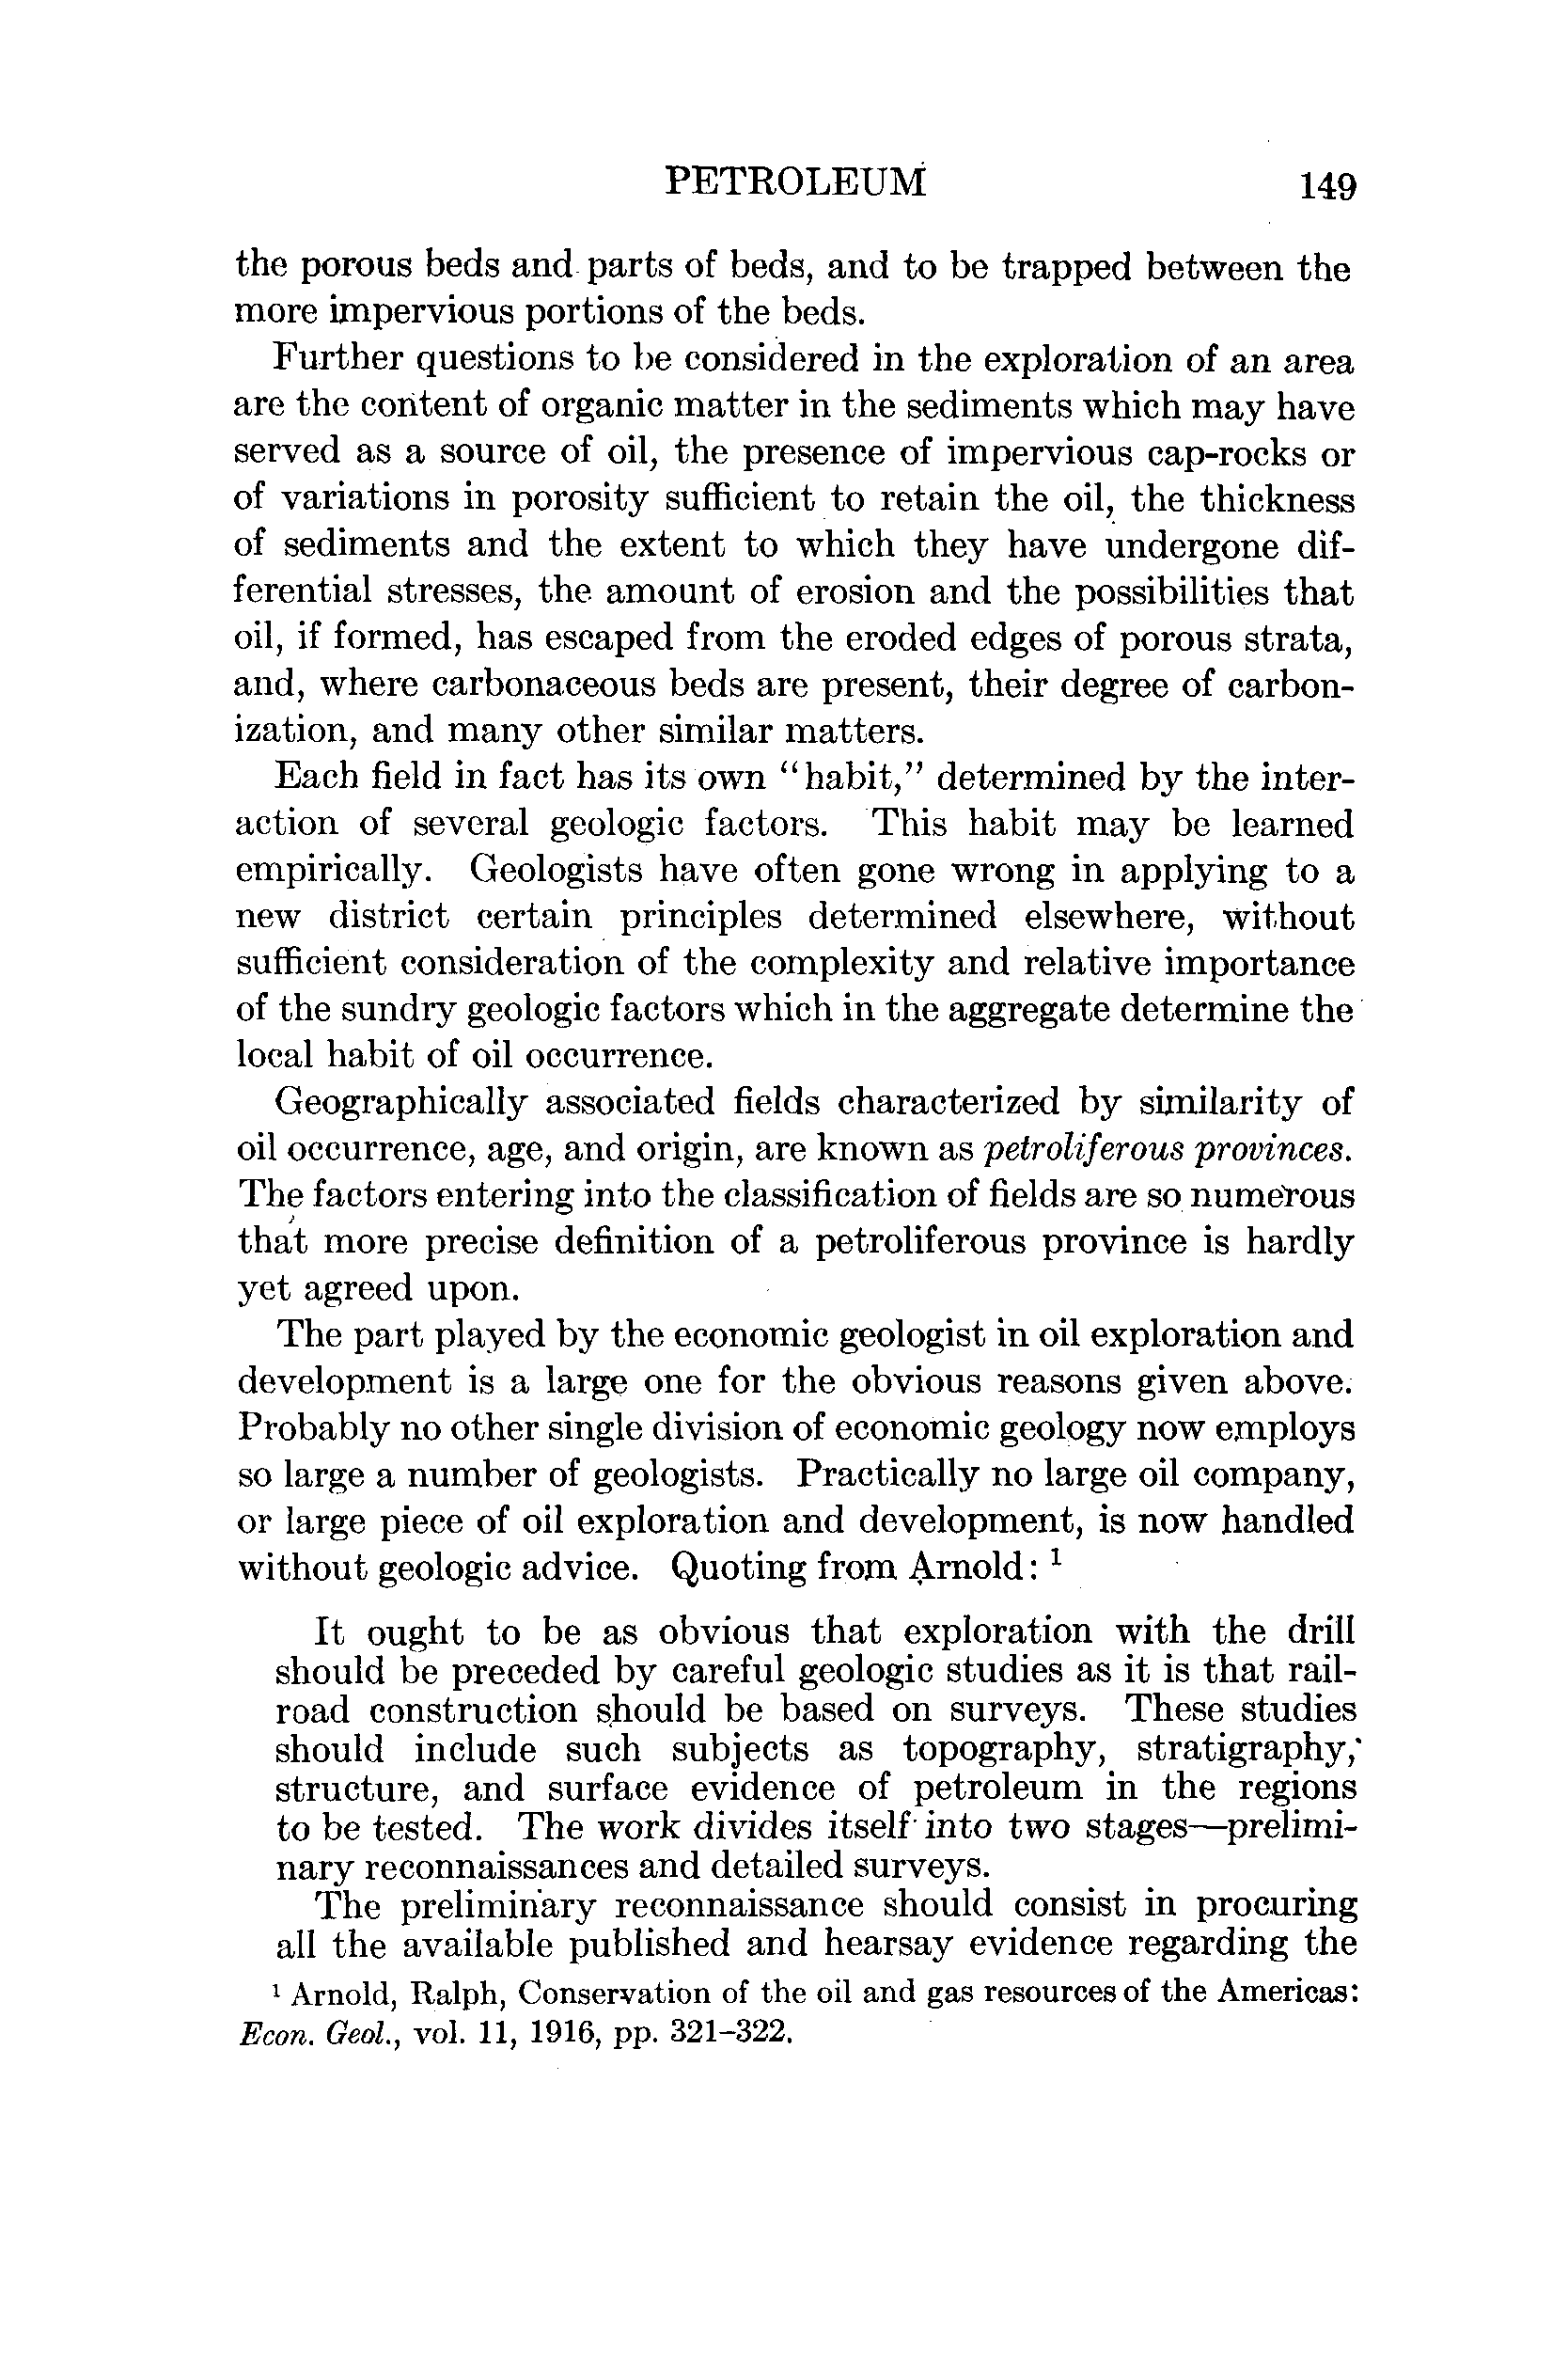 PETROLEUM 149
the porous beds and parts of beds, and to be trapped between the
more impervious portions of the beds.
Further questions to be considered in the exploration of an area
are the content of organic matter in the sediments which may have
served as a source of oil, the presence of impervious cap-rocks or
of variations in porosity sufficient to retain the oil, the thickness
of sediments and the extent to which they have undergone dif-
ferential stresses, the amount of erosion and the possibilities that
oil, if formed, has escaped from the eroded edges of porous strata,
and, where carbonaceous beds are present, their degree of carbon-
ization, and many other similar matters.
Each field in fact has its own “habit,” determined by the inter-
action of several geologic factors. This habit may be learned
empirically. Geologists have often gone wrong in applying to a
new district certain principles determined elsewhere, without
sufficient consideration of the complexity and relative importance
of the sundry geologic factors which in the aggregate determine the
local habit of oil occurrence.
Geographically associated fields characterized by similarity of
oil occurrence, age, and origin, are known as petroliferous provinces.
The factors entering into the classification of fields are so numerous
that more precise definition of a petroliferous province is hardly
yet agreed upon.
The part played by the economic geologist in oil exploration and
development is a large one for the obvious reasons given above.
Probably no other single division of economic geology now employs
so large a number of geologists. Practically no large oil company,
or large piece of oil exploration and development, is now handled
without geologic advice. Quoting from Arnold: 1
It ought to be as obvious that exploration with the drill
should be preceded by careful geologic studies as it is that rail-
road construction should be based on surveys. These studies
should include such subjects as topography, stratigraphy,
structure, and surface evidence of petroleum in the regions
to be tested. The work divides itself into two stages—prelimi-
nary reconnaissances and detailed surveys.
The preliminary reconnaissance should consist in procuring
all the available published and hearsay evidence regarding the
1 Arnold, Ralph, Conservation of the oil and gas resources of the Americas:
Econ. Geol., vol. 11, 1916, pp. 321–322.